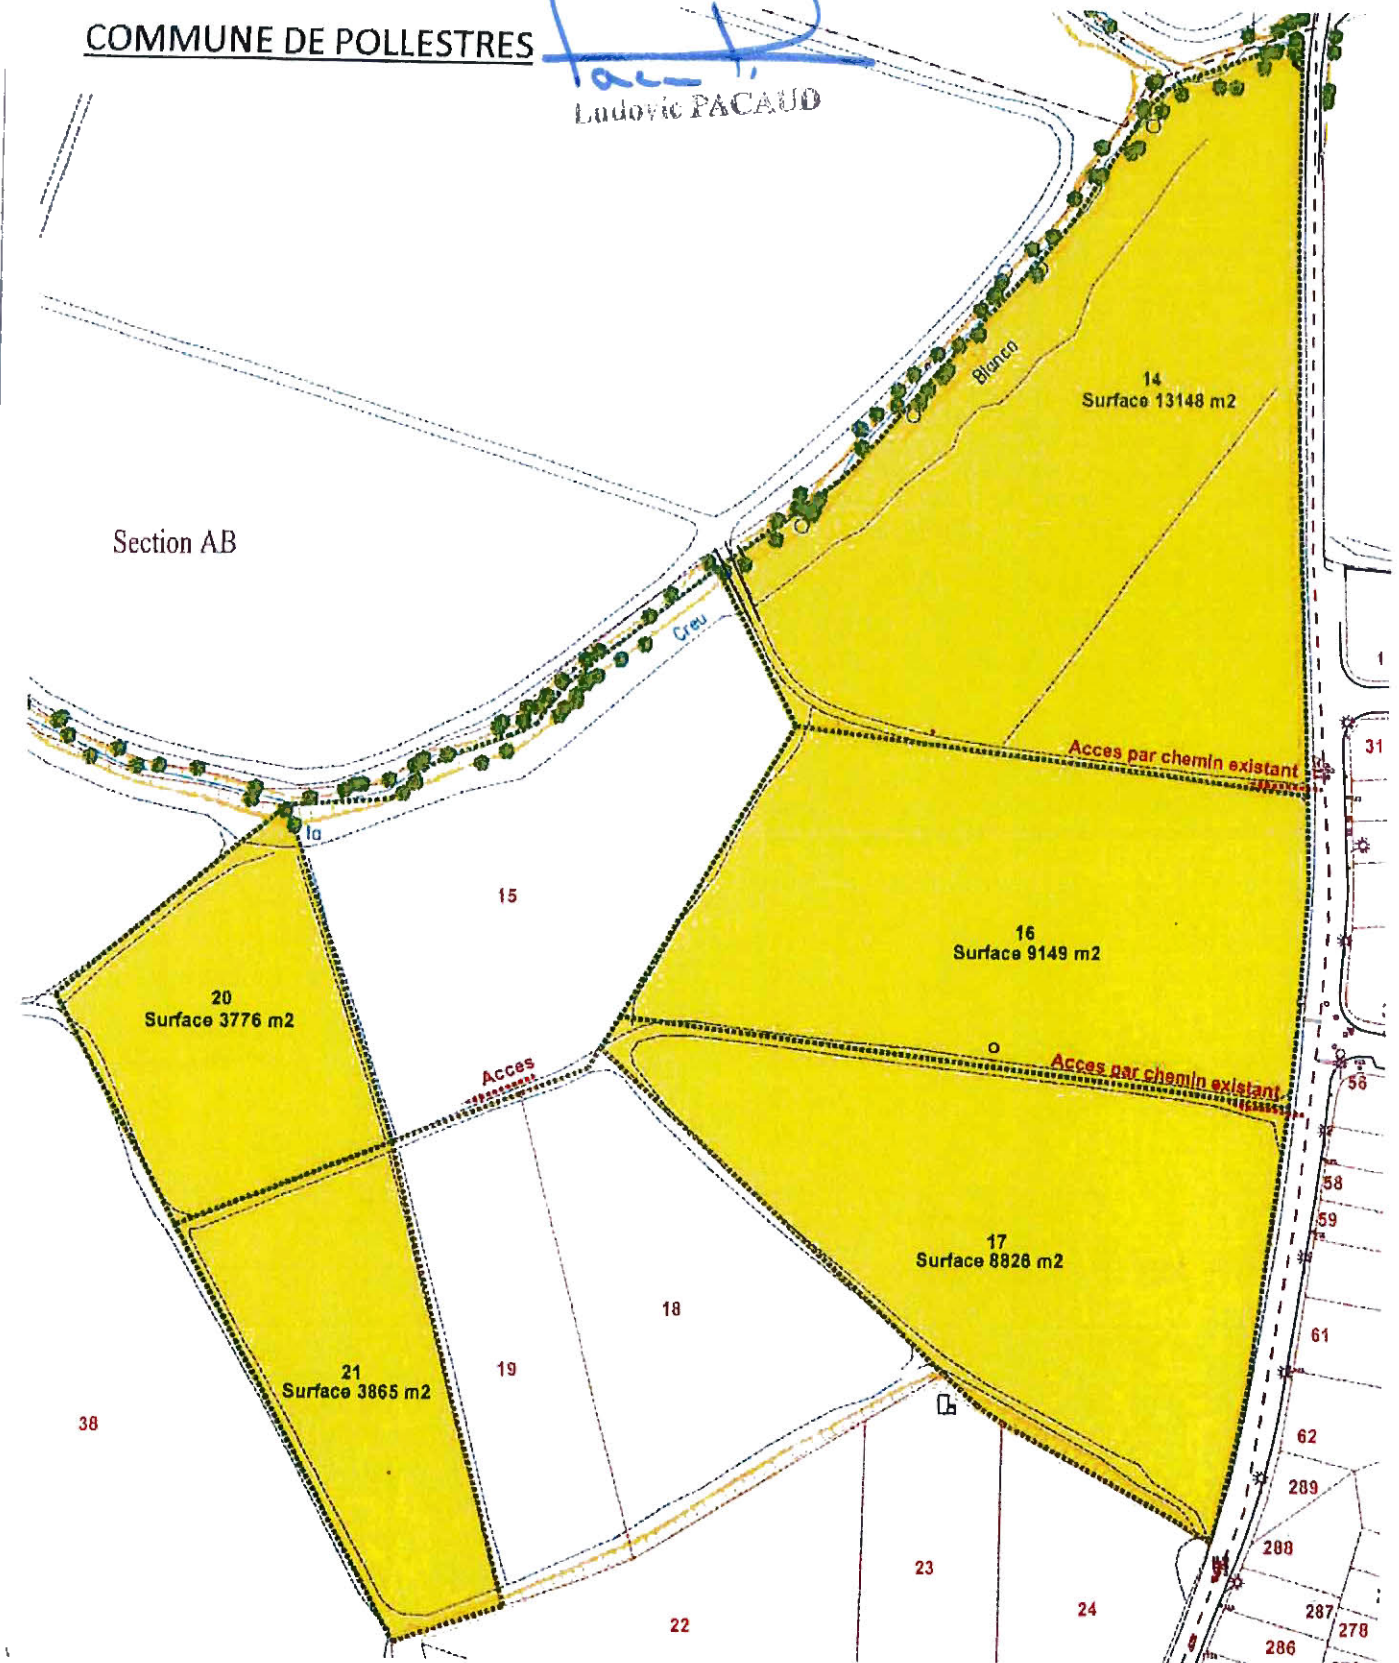 COMMUNE DE POLLESTRES
Ludovic PACAUD
Blanco
14
Surface 13148 m2
Section AB
Creu
1
Acces par chemin existant
31
la
15
16
Surface 9149 m2
20
Surface 3776 m2
Acces
Acces par chemin existant
56
58
59
17
Surface 8826 m2
18
61
19
21
Surface 3865 m2
38
62
289
288
23
24
287
278
22
286